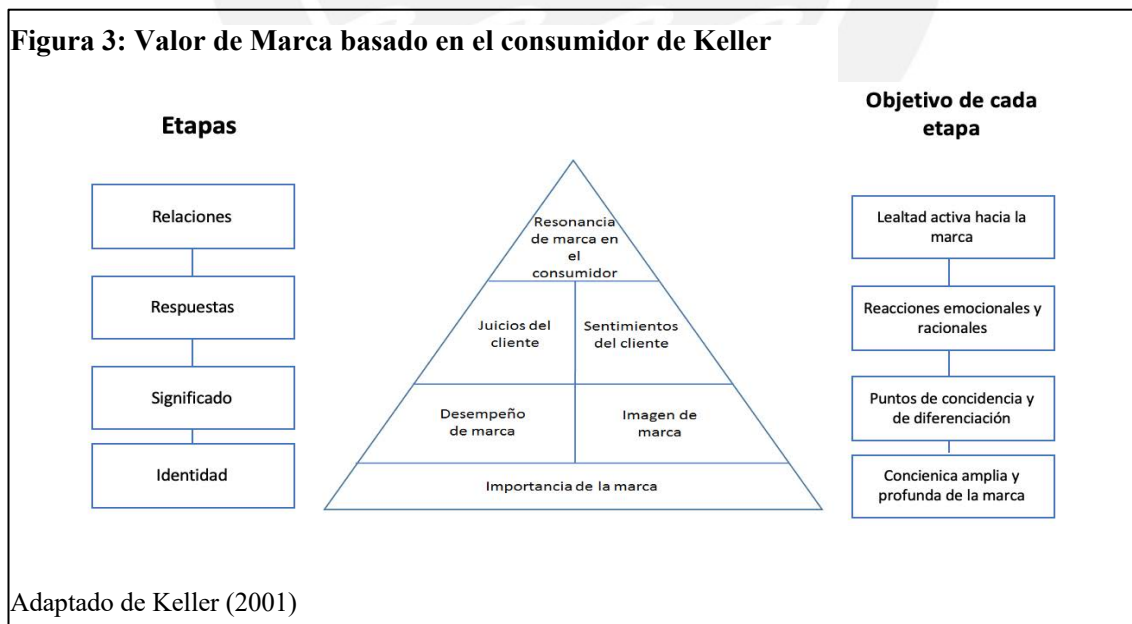 Figura 3: Valor de Marca basado en el consumidor de Keller
Etapas
Objetivo de cada
etapa
Relaciones
Respuestas
Significado
Identidad
Resonancia
de marca en
el
consumidor
Juicios del
cliente
Sentimientos
del cliente
Desempeño
de marca
Imagen de
marca
Importancia de la marca
Lealtad activa hacia la
marca
Reacciones emocionales y
racionales
Puntos de concidencia y
de diferenciación
Concienica amplia y
profunda de la marca
Adaptado de Keller (2001)